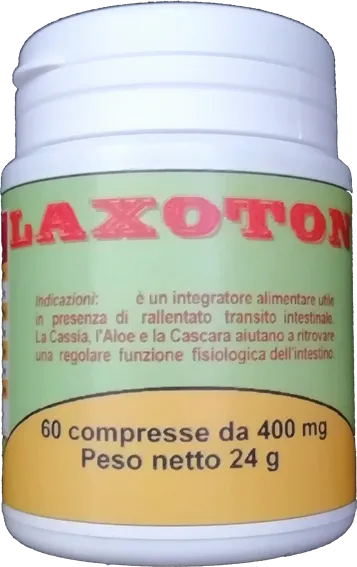 LAXOTON
Indicazioni: è un integratore alimentare utile
in presenza di rallentato transito intestinale.
La Cassia, l'Aloe e la Cascara aiutano a ritrovare
una regolare funzione fisiologica dell'intestino.
60 compresse da 400 mg
Peso netto 24 g